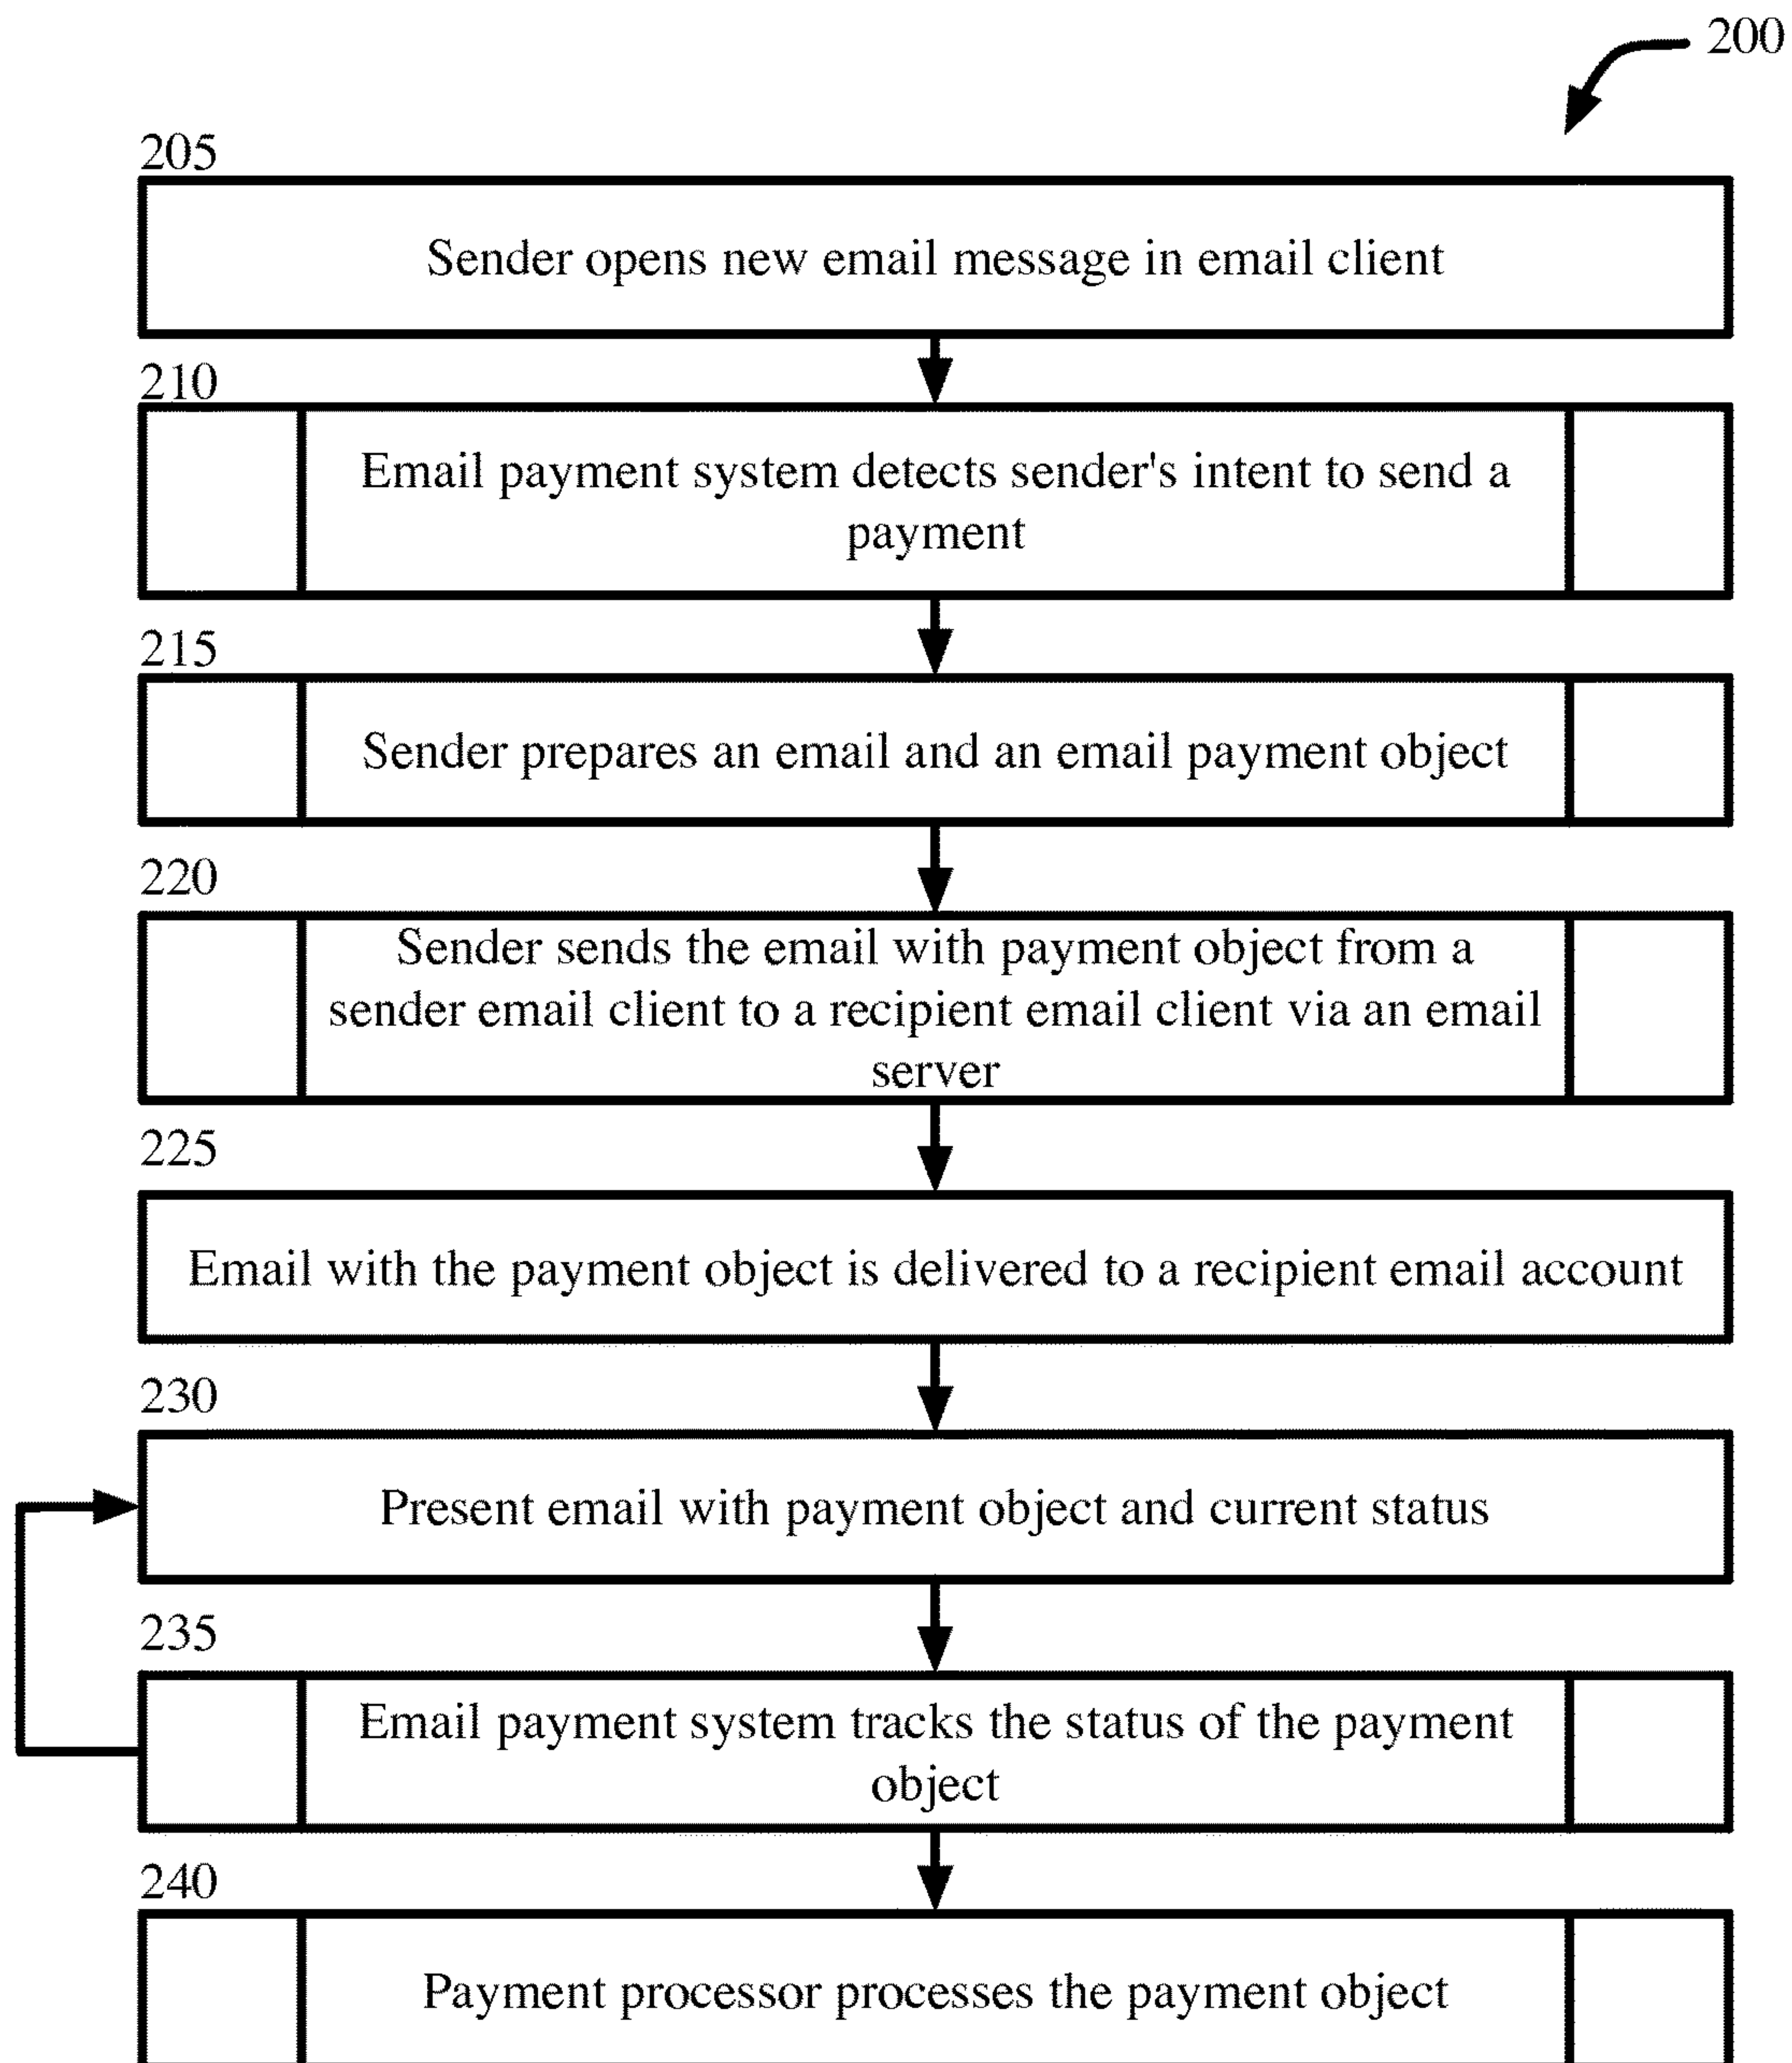 200
205
Sender opens new email message in email client
210
Email payment system detects sender's intent to send a
payment
215
Sender prepares an email and an email payment object
220
Sender sends the email with payment object from a
sender email client to a recipient email client via an email
server
225
Email with the payment object is delivered to a recipient email account
230
Present email with payment object and current status
235
Email payment system tracks the status of the payment
object
240
Payment processor processes the payment object